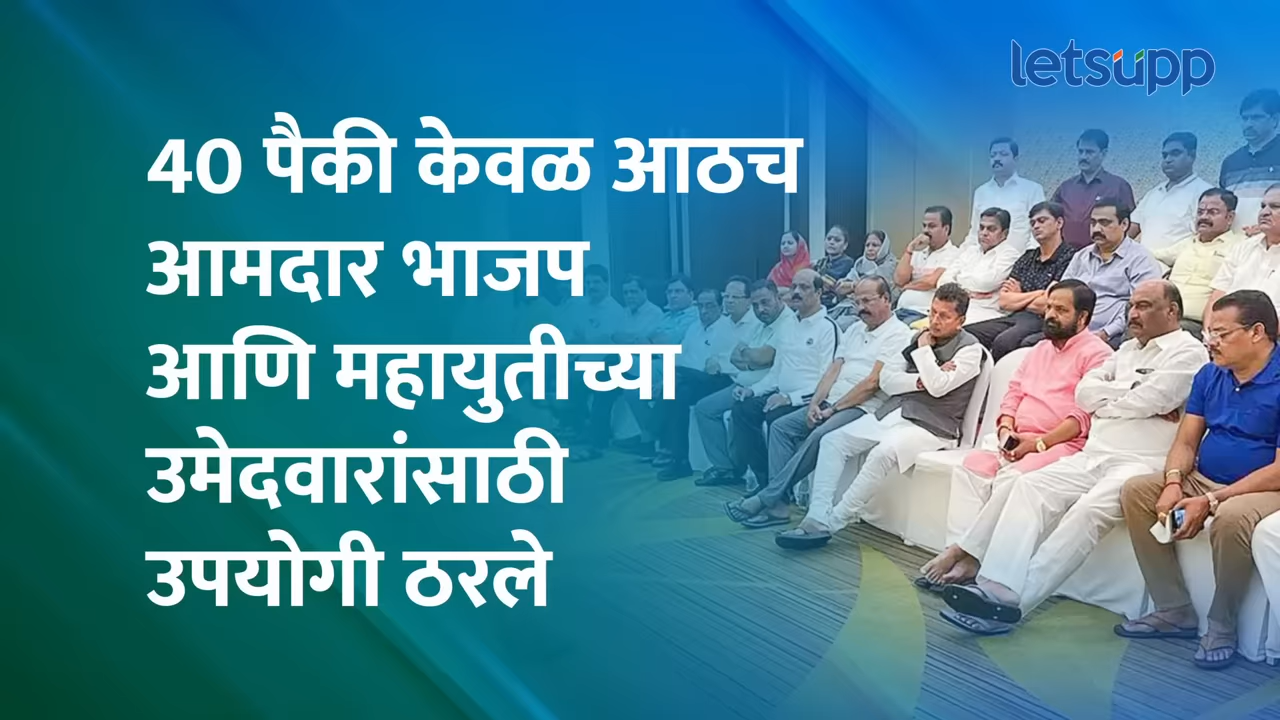 letsupp
40 पैकी केवळ आठच
आमदार भाजप
आणि महायुतीच्या
उमेदवारांसाठी
उपयोगी ठरले